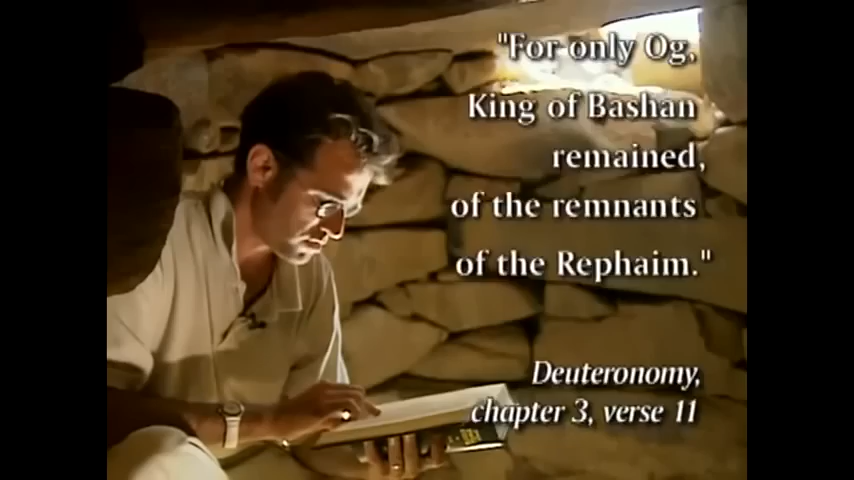 "For only Og,
King of Bashan
remained,
of the remnants
of the Rephaim."
Deuteronomy,
chapter 3, verse 11